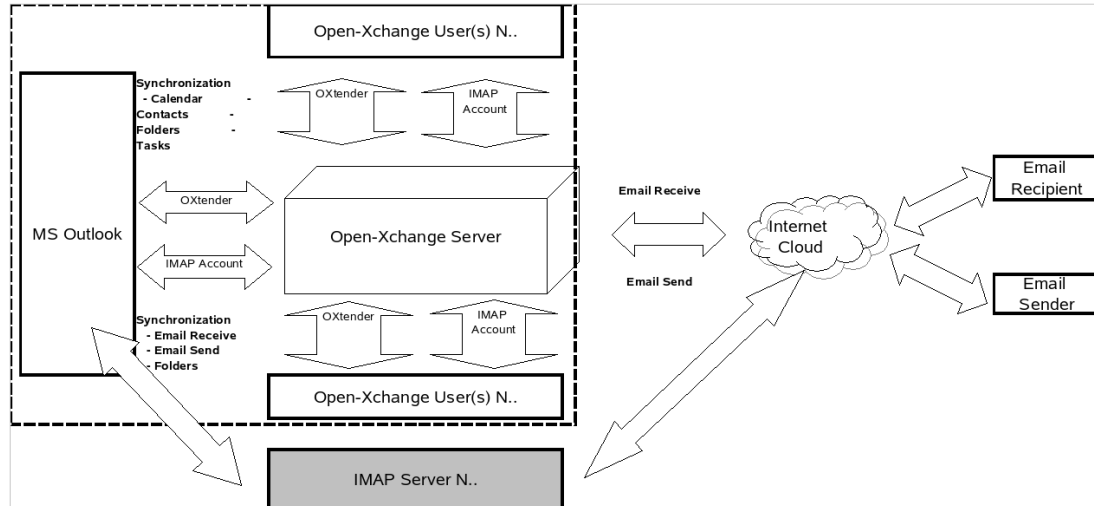 Open-Xchange User(s) N..
Synchronization
- Calendar -
Contacts -
Folders -
Tasks
OXtender
IMAP
Account
MS Outlook
OXtender
IMAP Account
Open-Xchange Server
Synchronization
- Email Receive
- Email Send
- Folders
OXtender
IMAP
Account
Open-Xchange User(s) N..
IMAP Server N..
Email Receive
Email Send
Internet
Cloud
Email
Recipient
Email
Sender